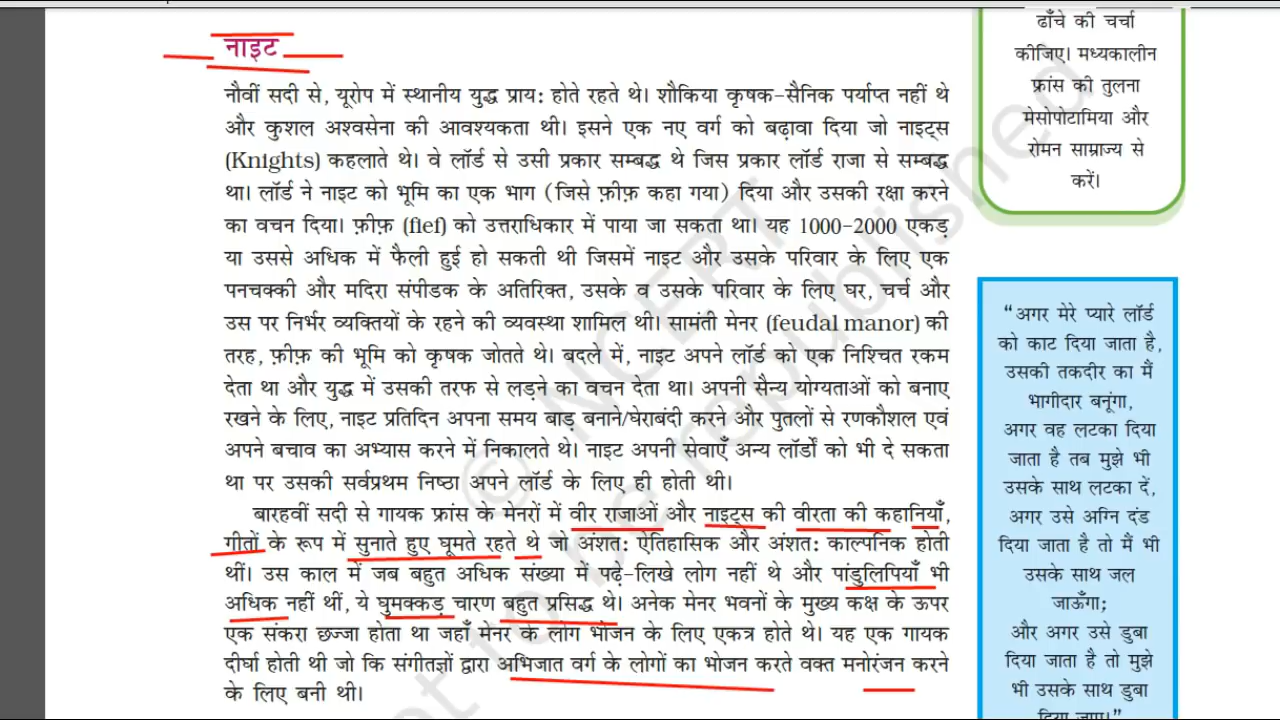 नाइट
नौवीं सदी से, यूरोप में स्थानीय युद्ध प्राय: होते रहते थे। शौकिया कृषक-सैनिक पर्याप्त नहीं थे
और कुशल अश्वसेना की आवश्यकता थी। इसने एक नए वर्ग को बढ़ावा दिया जो नाइट्स
(Knights) कहलाते थे। वे लॉर्ड से उसी प्रकार सम्बद्ध थे जिस प्रकार लॉर्ड राजा से सम्बद्ध
था। लॉर्ड ने नाइट को भूमि का एक भाग (जिसे फ़ीफ़ कहा गया) दिया और उसकी रक्षा करने
का वचन दिया। फ़ीफ़ (fief) को उत्तराधिकार में पाया जा सकता था। यह 1000-2000 एकड़
या उससे अधिक में फैली हुई हो सकती थी जिसमें नाइट और उसके परिवार के लिए एक
पनचक्की और मदिरा संपीडक के अतिरिक्त, उसके व उसके परिवार के लिए घर, चर्च और
उस पर निर्भर व्यक्तियों के रहने की व्यवस्था शामिल थी। सामंती मेनर (feudal manor) की
तरह, फ़ीफ़ की भूमि को कृषक जोतते थे। बदले में, नाइट अपने लॉर्ड को एक निश्चित रकम
देता था और युद्ध में उसकी तरफ से लड़ने का वचन देता था। अपनी सैन्य योग्यताओं को बनाए
रखने के लिए, नाइट प्रतिदिन अपना समय बाड़ बनाने/घेराबंदी करने और पुतलों से रणकौशल एवं
अपने बचाव का अभ्यास करने में निकालते थे। नाइट अपनी सेवाएँ अन्य लॉर्डों को भी दे सकता
था पर उसकी सर्वप्रथम निष्ठा अपने लॉर्ड के लिए ही होती थी।
बारहवीं सदी से गायक फ्रांस के मेनरों में वीर राजाओं और नाइट्स की वीरता की कहानियाँ,
गीतों के रूप में सुनाते हुए घूमते रहते थे जो अंशत: ऐतिहासिक और अंशत: काल्पनिक होती
थीं। उस काल में जब बहुत अधिक संख्या में पढ़े-लिखे लोग नहीं थे और पांडुलिपियाँ भी
अधिक नहीं थीं, ये घुमक्कड़ चारण बहुत प्रसिद्ध थे। अनेक मेनर भवनों के मुख्य कक्ष के ऊपर
एक संकरा छज्जा होता था जहाँ मेनर के लोग भोजन के लिए एकत्र होते थे। यह एक गायक
दीर्घा होती थी जो कि संगीतज्ञों द्वारा अभिजात वर्ग के लोगों का भोजन करते वक्त मनोरंजन करने
के लिए बनी थी।
ढाँचे की चर्चा
कीजिए। मध्यकालीन
फ्रांस की तुलना
मेसोपोटामिया और
रोमन साम्राज्य से
करें।
“अगर मेरे प्यारे लॉर्ड
को काट दिया जाता है,
उसकी तकदीर का मैं
भागीदार बनूंगा,
अगर वह लटका दिया
जाता है तब मुझे भी
उसके साथ लटका दें,
अगर उसे अग्नि दंड
दिया जाता है तो मैं भी
उसके साथ जल
जाऊँगा;
और अगर उसे डुबा
दिया जाता है तो मुझे
भी उसके साथ डुबा
दिया जाए।”
© NCERT
not to be republished